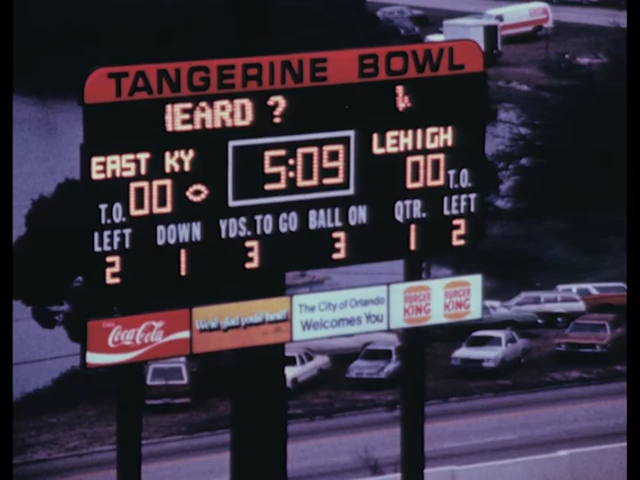 TANGERINE BOWL
EARD ?
EAST KY
5:09
LEHIGH
00
00
T.O. LEFT
DOWN
YDS. TO GO
BALL ON
QTR.
T.O. LEFT
2
1
3
3
1
2
Coca-Cola
We're glad you're here!
The City of Orlando
Welcomes You
BURGER KING
BURGER KING